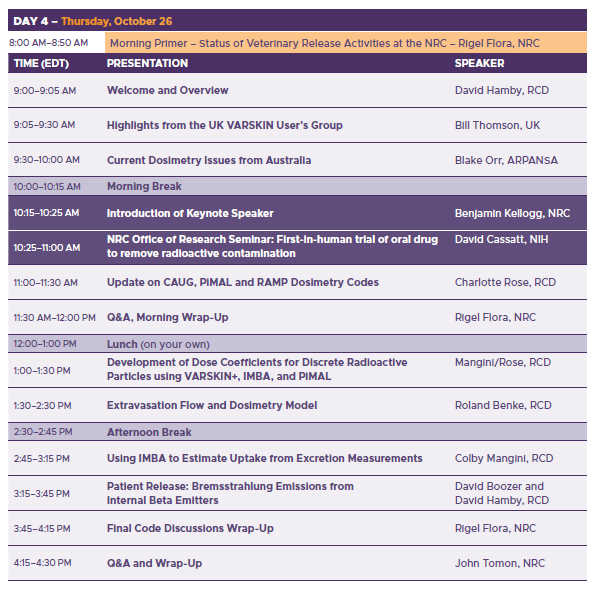 DAY 4 – Thursday, October 26
8:00 AM–8:50 AM Morning Primer – Status of Veterinary Release Activities at the NRC – Rigel Flora, NRC
TIME (EDT) PRESENTATION SPEAKER
9:00–9:05 AM Welcome and Overview David Hamby, RCD
9:05–9:30 AM Highlights from the UK VARSKIN User's Group Bill Thomson, UK
9:30–10:00 AM Current Dosimetry Issues from Australia Blake Orr, ARPANSA
10:00–10:15 AM Morning Break
10:15–10:25 AM Introduction of Keynote Speaker Benjamin Kellogg, NRC
10:25–11:00 AM NRC Office of Research Seminar: First-in-human trial of oral drug David Cassatt, NIH
to remove radioactive contamination
11:00–11:30 AM Update on CAUG, PIMAL and RAMP Dosimetry Codes Charlotte Rose, RCD
11:30 AM–12:00 PM Q&A, Morning Wrap-Up Rigel Flora, NRC
12:00–1:00 PM Lunch (on your own)
1:00–1:30 PM Development of Dose Coefficients for Discrete Radioactive Mangini/Rose, RCD
Particles using VARSKIN+, IMBA, and PIMAL
1:30–2:30 PM Extravasation Flow and Dosimetry Model Roland Benke, RCD
2:30–2:45 PM Afternoon Break
2:45–3:15 PM Using IMBA to Estimate Uptake from Excretion Measurements Colby Mangini, RCD
3:15–3:45 PM Patient Release: Bremsstrahlung Emissions from David Boozer and
Internal Beta Emitters David Hamby, RCD
3:45–4:15 PM Final Code Discussions Wrap-Up Rigel Flora, NRC
4:15–4:30 PM Q&A and Wrap-Up John Tomon, NRC